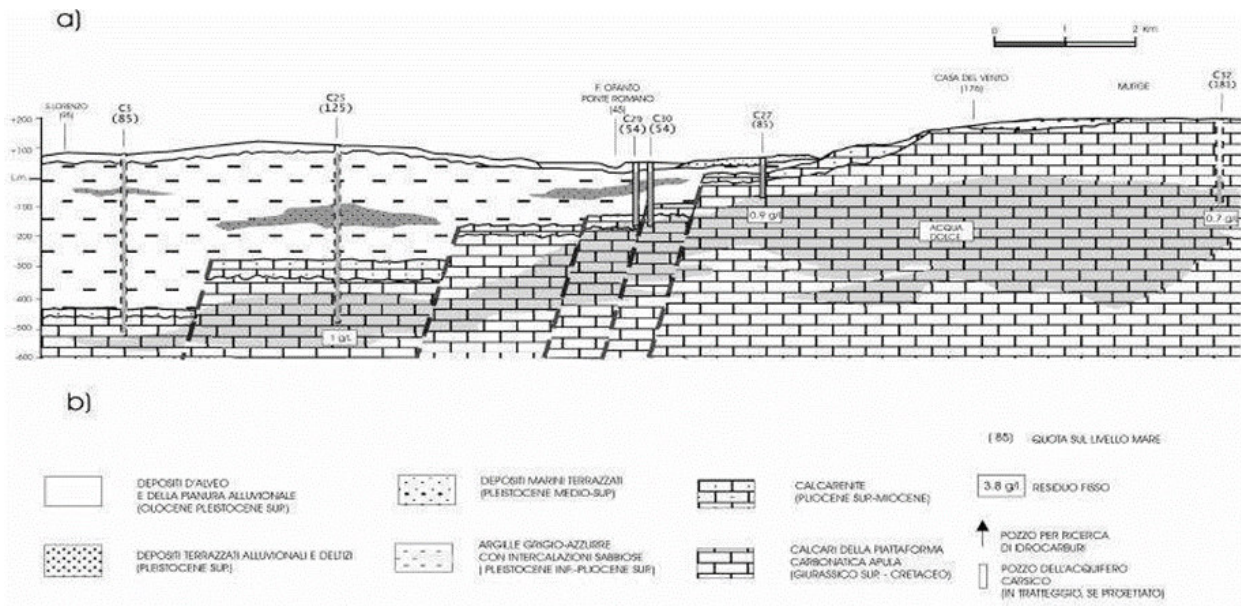 a)
0 1 2 Km
S. LORENZO
(95)
C5
(85)
C25
(125)
F. OFANTO
PONTE ROMANO
(45)
C29
(54)
C30
(54)
C27
(85)
CASA DEL VENTO
(176)
MURGE
C32
(181)
+200
+100
L.m
-100
-200
-300
-400
-500
-600
0.9 g/l
ACQUA
DOLCE
0.7 g/L
1 g/L
b)
DEPOSITI D'ALVEO
E DELLA PIANURA ALLUVIONALE
(OLOCENE PLEISTOCENE SUP.)
DEPOSITI MARINI TERRAZZATI
(PLEISTOCENE MEDIO-SUP)
CALCARENITE
(PLIOCENE SUP.-MIOCENE)
(85) QUOTA SUL LIVELLO MARE
3.8 g/l RESIDUO FISSO
DEPOSITI TERRAZZATI ALLUVIONALI E DELTIZI
(PLEISTOCENE SUP.)
ARGILLE GRIGIO-AZZURRE
CON INTERCALAZIONI SABBIOSE
( PLEISTOCENE INF.-PLIOCENE SUP)
CALCARI DELLA PIATTAFORMA
CARBONATICA APULA
(GIURASSICO SUP. - CRETACEO)
POZZO PER RICERCA
DI IDROCARBURI
POZZO DELL'ACQUIFERO
CARSICO
(IN TRATTEGGIO, SE PROIETTATO)